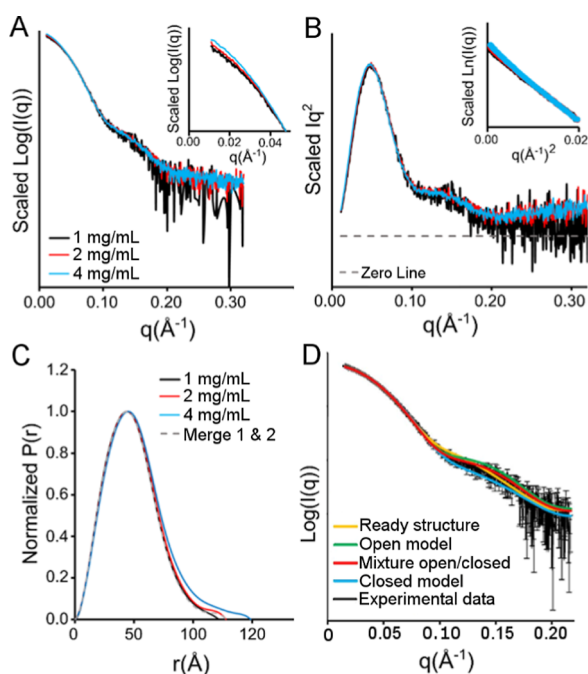 A
Scaled Log(I(q))
1 mg/mL
2 mg/mL
4 mg/mL
0.00 0.10 0.20 0.30
q(Å⁻¹)
Scaled Log(I(q))
0.00 0.02 0.04
q(Å⁻¹)
B
Scaled Iq²
Zero Line
0.00 0.10 0.20 0.30
q(Å⁻¹)
Scaled Ln(I(q))
0.00 0.02
q(Å⁻¹)²
C
Normalized P(r)
1.2
1.0
0.8
0.6
0.4
0.2
0.0
1 mg/mL
2 mg/mL
4 mg/mL
Merge 1 & 2
0 50 100 120
r(Å)
D
Log(I(q))
Ready structure
Open model
Mixture open/closed
Closed model
Experimental data
0 0.05 0.10 0.15 0.20
q(Å⁻¹)